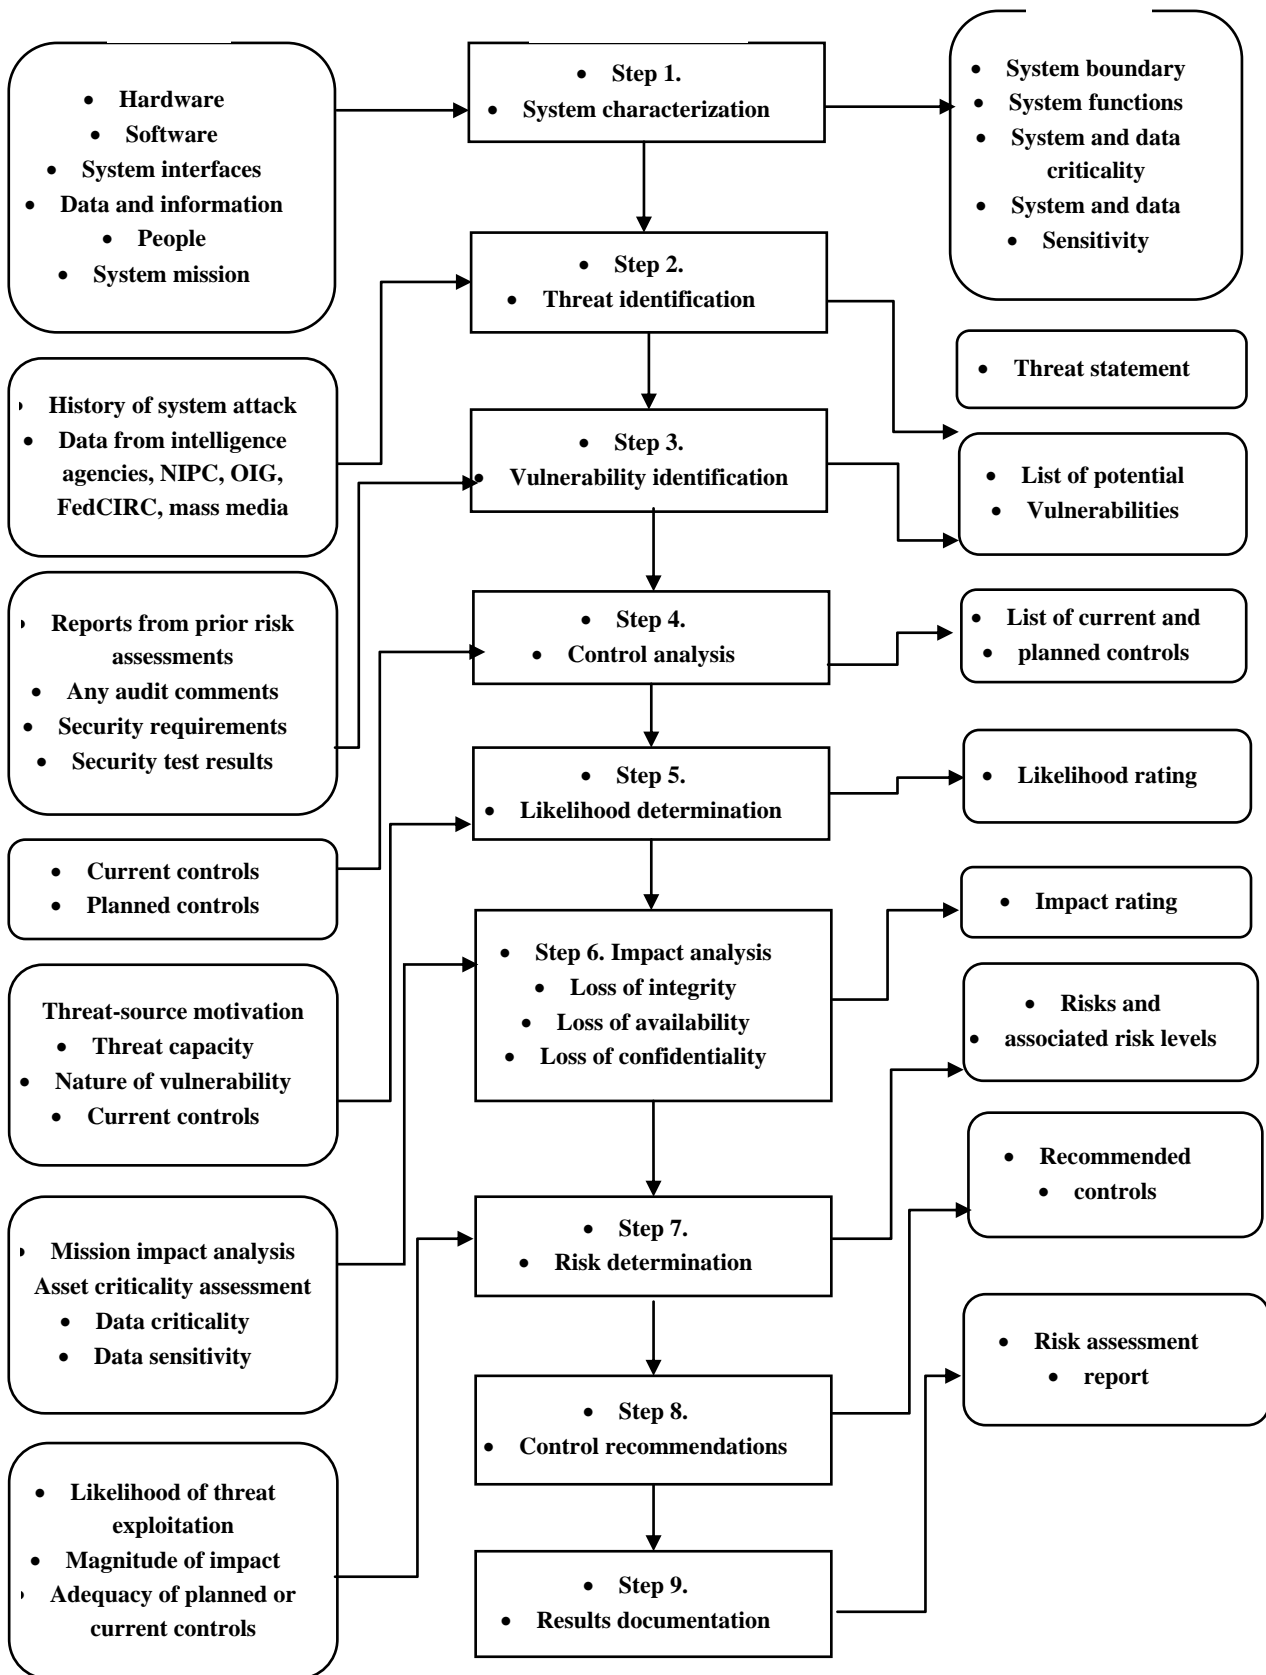 • Hardware
• Software
• System interfaces
• Data and information
• People
• System mission
• Step 1.
• System characterization
• System boundary
• System functions
• System and data
criticality
• System and data
• Sensitivity
• History of system attack
• Data from intelligence
agencies, NIPC, OIG,
FedCIRC, mass media
• Step 2.
• Threat identification
• Threat statement
• Reports from prior risk
assessments
• Any audit comments
• Security requirements
• Security test results
• Step 3.
• Vulnerability identification
• List of potential
• Vulnerabilities
• Current controls
• Planned controls
• Step 4.
• Control analysis
• List of current and
• planned controls
Threat-source motivation
• Threat capacity
• Nature of vulnerability
• Current controls
• Step 5.
• Likelihood determination
• Likelihood rating
• Mission impact analysis
Asset criticality assessment
• Data criticality
• Data sensitivity
• Step 6. Impact analysis
• Loss of integrity
• Loss of availability
• Loss of confidentiality
• Impact rating
• Likelihood of threat
exploitation
• Magnitude of impact
• Adequacy of planned or
current controls
• Step 7.
• Risk determination
• Risks and
• associated risk levels
• Step 8.
• Control recommendations
• Recommended
• controls
• Step 9.
• Results documentation
• Risk assessment
• report